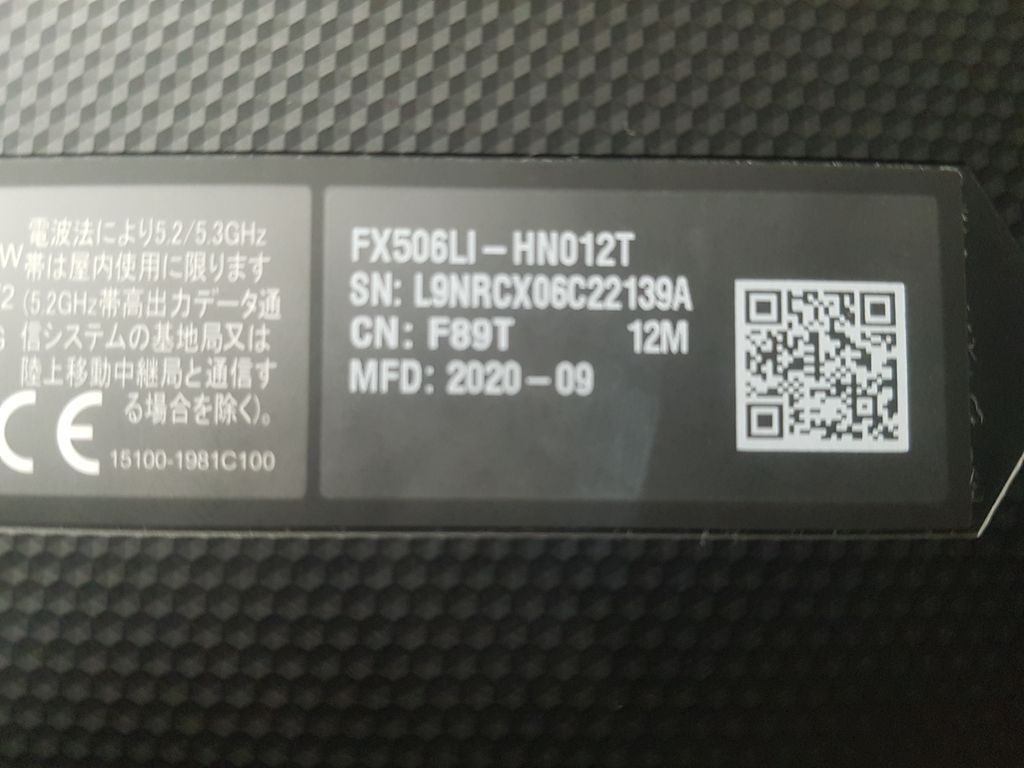 電波法により5.2/5.3GHz
W帯は屋内使用に限ります
(5.2GHz帯高出力データ通
信システムの基地局又は
陸上移動中継局と通信す
る場合を除く)。
CE
15100-1981C100
FX506LI-HN012T
SN: L9NRCX06C22139A
CN: F89T 12M
MFD: 2020-09